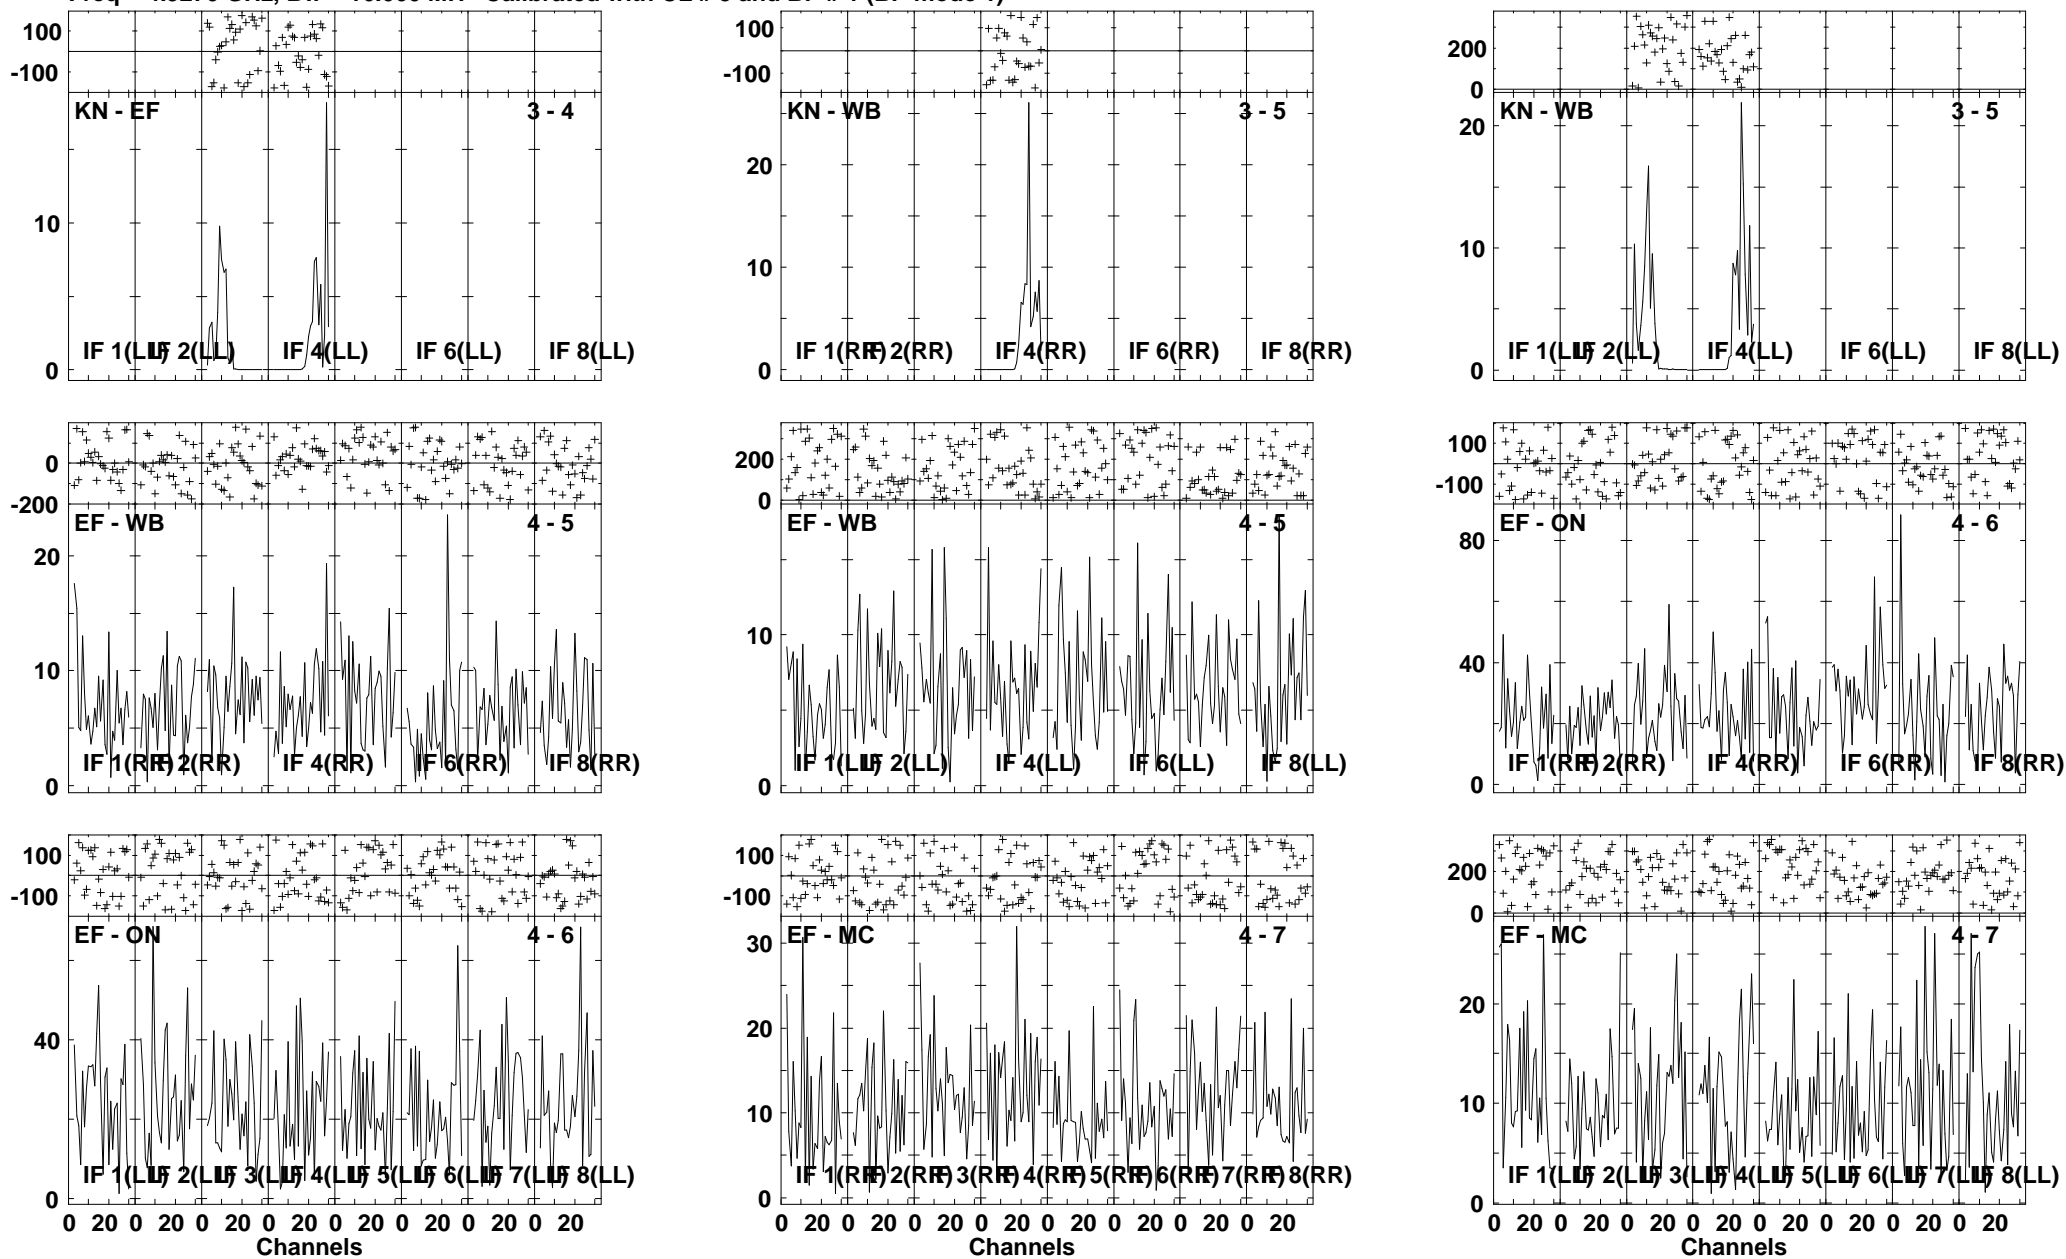 100
-100
KN - EF 3 - 4
10
0
IF 1(LL) IF 2(LL) IF 4(LL) IF 6(LL) IF 8(LL)
100
-100
KN - WB 3 - 5
20
10
0
IF 1(RR) IF 2(RR) IF 4(RR) IF 6(RR) IF 8(RR)
200
0
KN - WB 3 - 5
20
10
0
IF 1(LL) IF 2(LL) IF 4(LL) IF 6(LL) IF 8(LL)
0
-200
EF - WB 4 - 5
20
10
0
IF 1(RR) IF 2(RR) IF 4(RR) IF 6(RR) IF 8(RR)
200
0
EF - WB 4 - 5
10
0
IF 1(LL) IF 2(LL) IF 4(LL) IF 6(LL) IF 8(LL)
100
-100
EF - ON 4 - 6
80
40
0
IF 1(RR) IF 2(RR) IF 4(RR) IF 6(RR) IF 8(RR)
100
-100
EF - ON 4 - 6
40
0
IF 1(LL) IF 2(LL) IF 3(LL) IF 4(LL) IF 5(LL) IF 6(LL) IF 7(LL) IF 8(LL)
0 20 0 20 0 20 0 20 0 20 0 20 0 20 0 20
Channels
100
-100
EF - MC 4 - 7
30
20
10
0
IF 1(RR) IF 2(RR) IF 3(RR) IF 4(RR) IF 5(RR) IF 6(RR) IF 7(RR) IF 8(RR)
0 20 0 20 0 20 0 20 0 20 0 20 0 20 0 20
Channels
200
0
EF - MC 4 - 7
20
10
0
IF 1(LL) IF 2(LL) IF 3(LL) IF 4(LL) IF 5(LL) IF 6(LL) IF 7(LL) IF 8(LL)
0 20 0 20 0 20 0 20 0 20 0 20 0 20 0 20
Channels